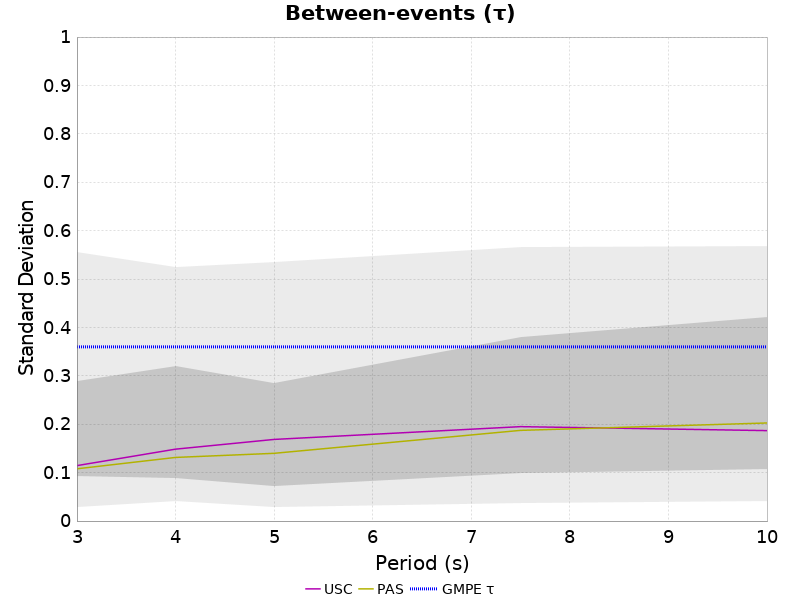 Between-events (τ)
1
0.9
0.8
0.7
0.6
0.5
0.4
0.3
0.2
0.1
0
Standard Deviation
3 4 5 6 7 8 9 10
Period (s)
USC PAS GMPE τ